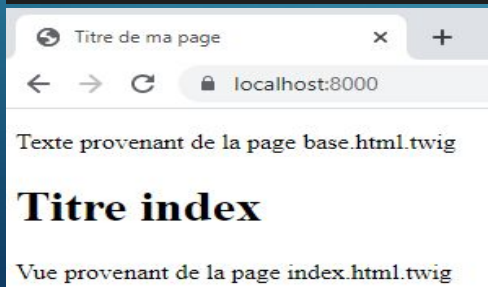 Titre de ma page
localhost:8000
Texte provenant de la page base.html.twig
Titre index
Vue provenant de la page index.html.twig